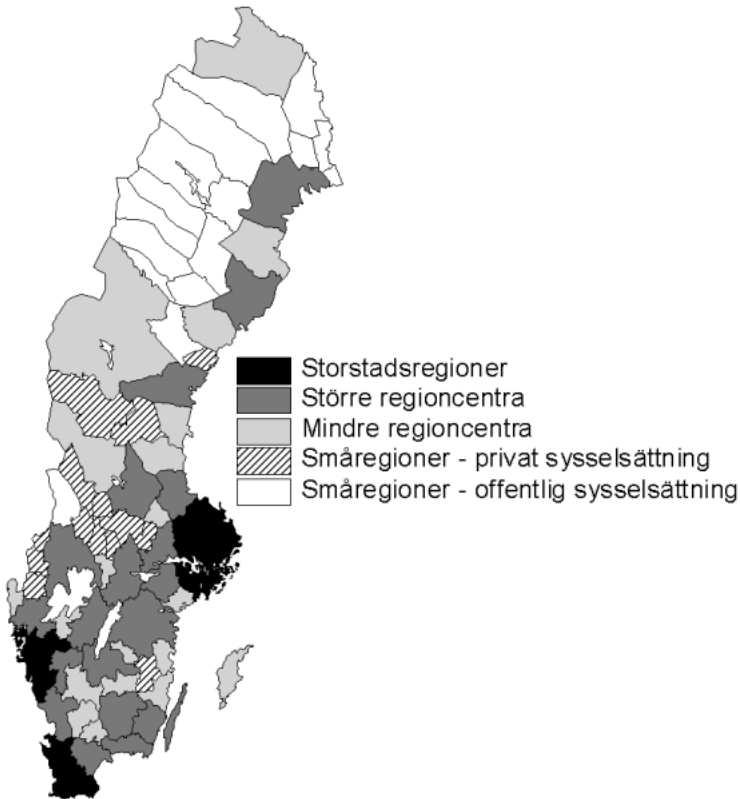 Storstadsregioner
Större regioncentra
Mindre regioncentra
Småregioner - privat sysselsättning
Småregioner - offentlig sysselsättning